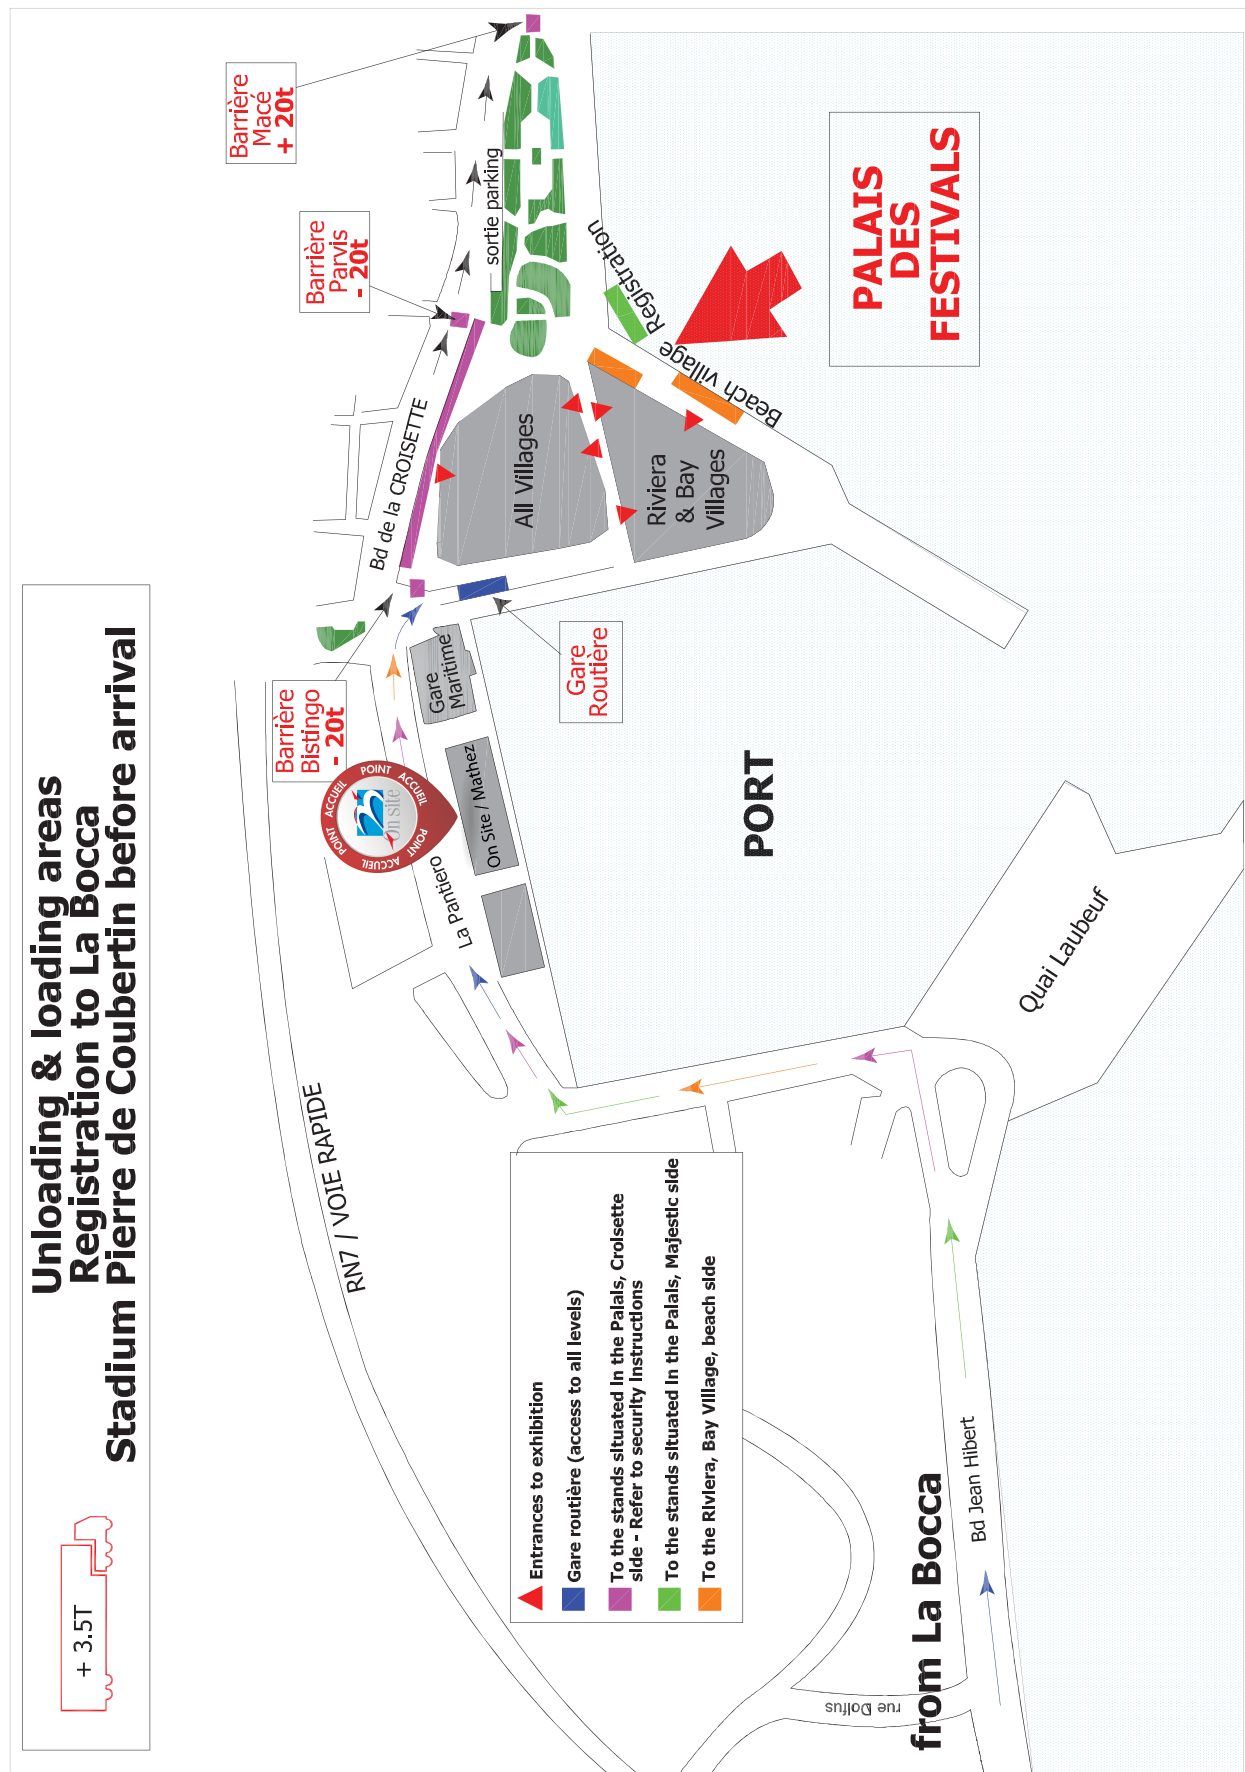 Unloading & loading areas
Registration to La Bocca
Stadium Pierre de Coubertin before arrival
+ 3.5T
Barrière
Macé
+ 20t
Barrière
Parvis
- 20t
Barrière
Bistingo
- 20t
Gare
Routière
PALAIS
DES
FESTIVALS
sortie parking
Registration
Beach village
Bd de la CROISETTE
All Villages
Riviera
& Bay
Villages
Gare
Maritime
On Site / Mathez
POINT ACCUEIL
POINT ACCUEIL
POINT ACCUEIL
On site
La Pantiero
PORT
Quai Laubeuf
RN7 / VOIE RAPIDE
Entrances to exhibition
Gare routière (access to all levels)
To the stands situated in the Palais, Croisette
side - Refer to security instructions
To the stands situated in the Palais, Majestic side
To the Riviera, Bay Village, beach side
from La Bocca
Bd Jean Hibert
rue Dolfus